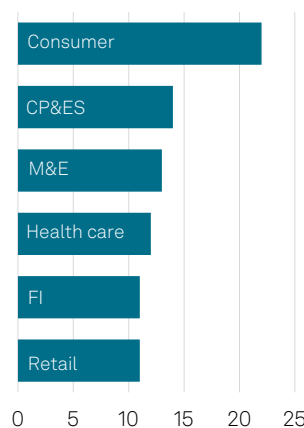 Consumer
CP&ES
M&E
Health care
FI
Retail
0 5 10 15 20 25